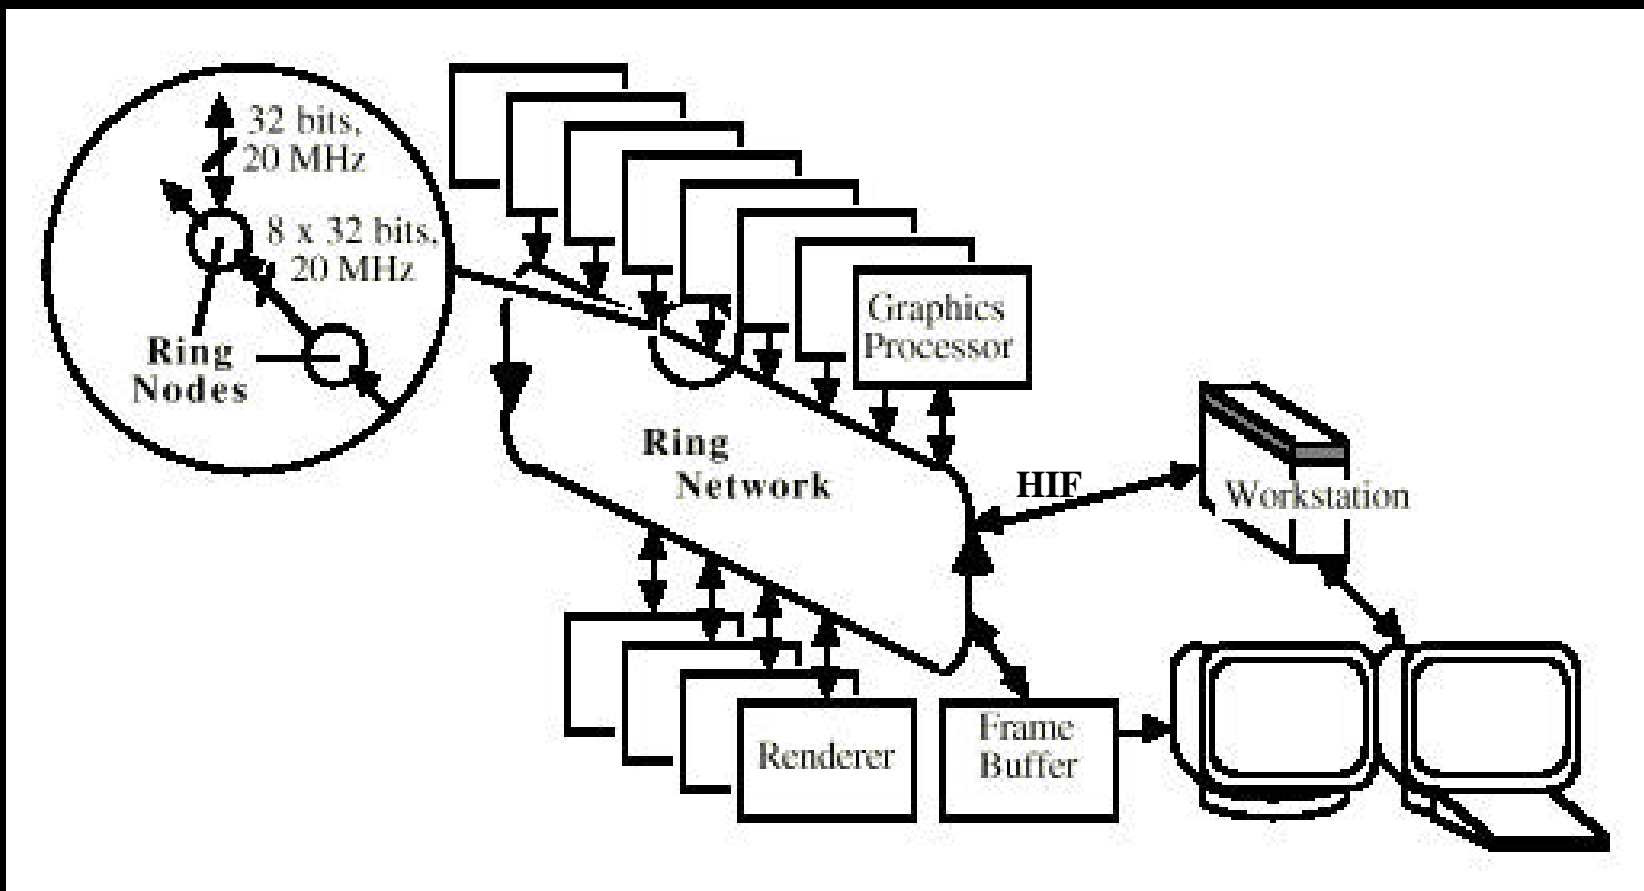 32 bits,
20 MHz
8 x 32 bits,
20 MHz
Ring
Nodes
Graphics
Processor
Ring
Network
HIF
Workstation
Renderer
Frame
Buffer